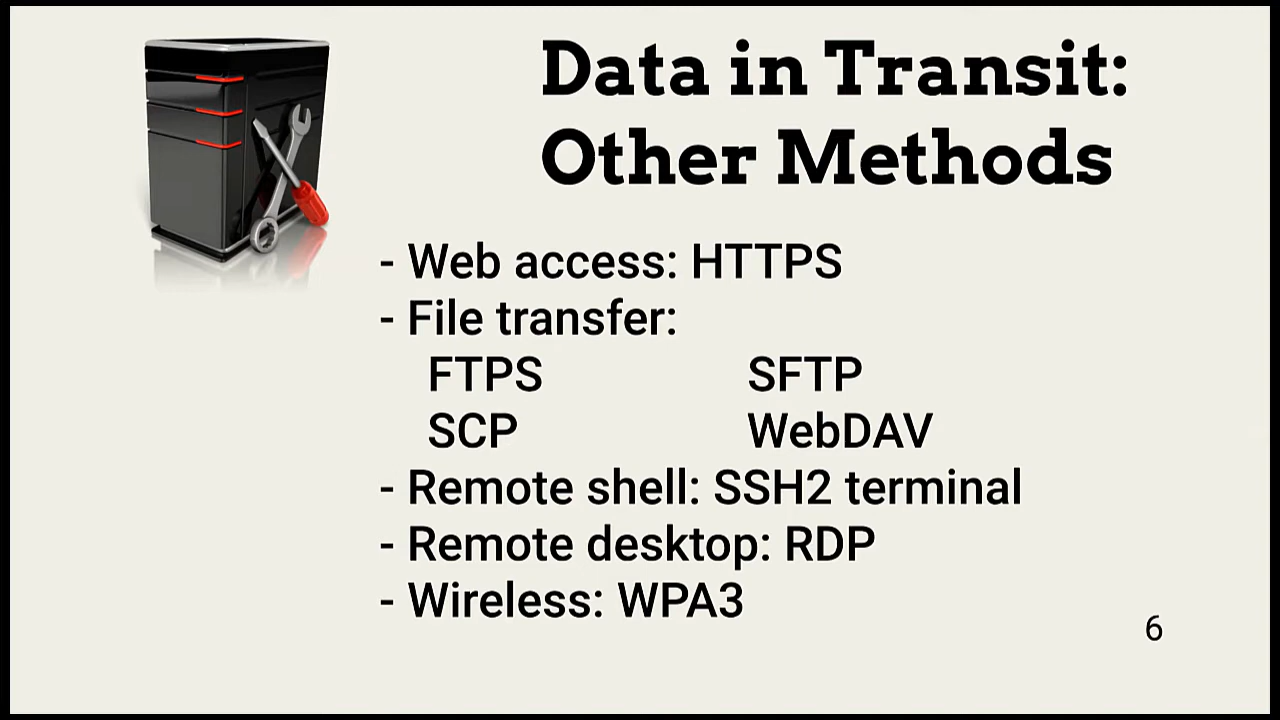 Data in Transit:
Other Methods
- Web access: HTTPS
- File transfer:
FTPS SFTP
SCP WebDAV
- Remote shell: SSH2 terminal
- Remote desktop: RDP
- Wireless: WPA3
6